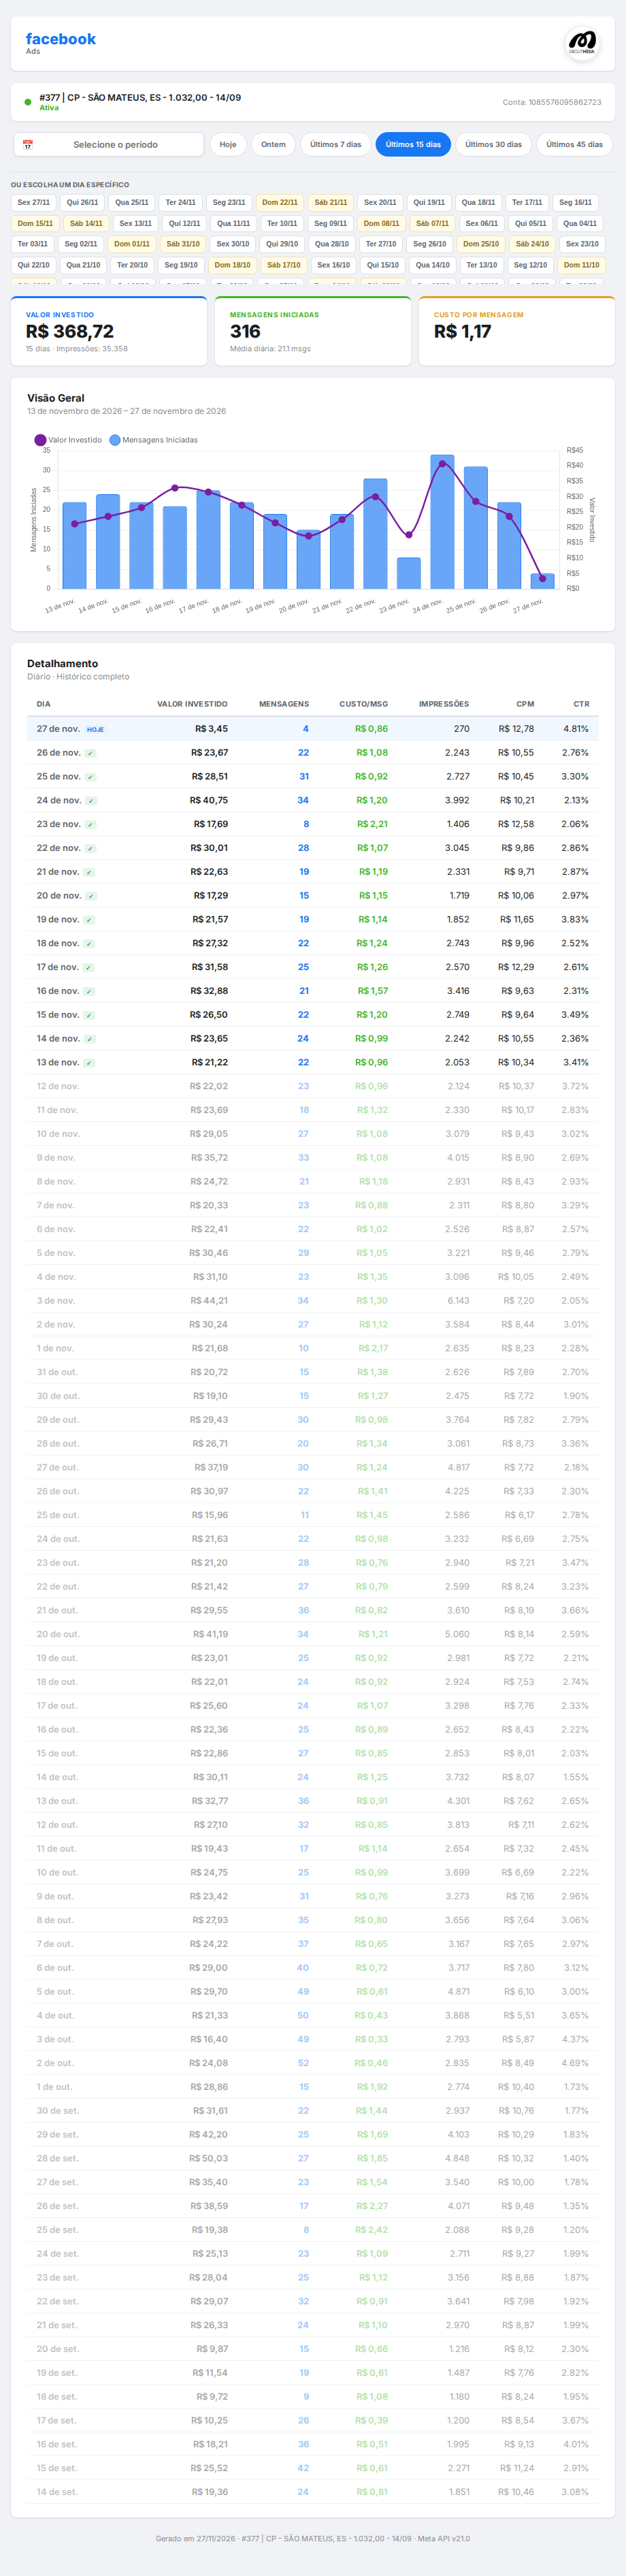 facebook
Ads
DEOUTMÍDIA
#377 | CP - SÃO MATEUS, ES - 1.032,00 - 14/09
Ativa
Conta: 1085576095862723
Selecione o período Hoje Ontem Últimos 7 dias Últimos 15 dias Últimos 30 dias Últimos 45 dias
OU ESCOLHA UM DIA ESPECÍFICO
Sex 27/11 Qui 26/11 Qua 25/11 Ter 24/11 Seg 23/11 Dom 22/11 Sáb 21/11 Sex 20/11 Qui 19/11 Qua 18/11 Ter 17/11 Seg 16/11
Dom 15/11 Sáb 14/11 Sex 13/11 Qui 12/11 Qua 11/11 Ter 10/11 Seg 09/11 Dom 08/11 Sáb 07/11 Sex 06/11 Qui 05/11 Qua 04/11
Ter 03/11 Seg 02/11 Dom 01/11 Sáb 31/10 Sex 30/10 Qui 29/10 Qua 28/10 Ter 27/10 Seg 26/10 Dom 25/10 Sáb 24/10 Sex 23/10
Qui 22/10 Qua 21/10 Ter 20/10 Seg 19/10 Dom 18/10 Sáb 17/10 Sex 16/10 Qui 15/10 Qua 14/10 Ter 13/10 Seg 12/10 Dom 11/10
VALOR INVESTIDO
R$ 368,72
15 dias · Impressões: 35.358
MENSAGENS INICIADAS
316
Média diária: 21.1 msgs
CUSTO POR MENSAGEM
R$ 1,17
Visão Geral
13 de novembro de 2026 – 27 de novembro de 2026
Valor Investido Mensagens Iniciadas
Mensagens Iniciadas
35
30
25
20
15
10
5
0
R$45
R$40
R$35
R$30
R$25
R$20
R$15
R$10
R$5
R$0
Valor Investido
13 de nov. 14 de nov. 15 de nov. 16 de nov. 17 de nov. 18 de nov. 19 de nov. 20 de nov. 21 de nov. 22 de nov. 23 de nov. 24 de nov. 25 de nov. 26 de nov. 27 de nov.
Detalhamento
Diário · Histórico completo
DIA VALOR INVESTIDO MENSAGENS CUSTO/MSG IMPRESSÕES CPM CTR
27 de nov. HOJE R$ 3,45 4 R$ 0,86 270 R$ 12,78 4.81%
26 de nov. ✓ R$ 23,67 22 R$ 1,08 2.243 R$ 10,55 2.76%
25 de nov. ✓ R$ 28,51 31 R$ 0,92 2.727 R$ 10,45 3.30%
24 de nov. ✓ R$ 40,75 34 R$ 1,20 3.992 R$ 10,21 2.13%
23 de nov. ✓ R$ 17,69 8 R$ 2,21 1.406 R$ 12,58 2.06%
22 de nov. ✓ R$ 30,01 28 R$ 1,07 3.045 R$ 9,86 2.86%
21 de nov. ✓ R$ 22,63 19 R$ 1,19 2.331 R$ 9,71 2.87%
20 de nov. ✓ R$ 17,29 15 R$ 1,15 1.719 R$ 10,06 2.97%
19 de nov. ✓ R$ 21,57 19 R$ 1,14 1.852 R$ 11,65 3.83%
18 de nov. ✓ R$ 27,32 22 R$ 1,24 2.743 R$ 9,96 2.52%
17 de nov. ✓ R$ 31,58 25 R$ 1,26 2.570 R$ 12,29 2.61%
16 de nov. ✓ R$ 32,88 21 R$ 1,57 3.416 R$ 9,63 2.31%
15 de nov. ✓ R$ 26,50 22 R$ 1,20 2.749 R$ 9,64 3.49%
14 de nov. ✓ R$ 23,65 24 R$ 0,99 2.242 R$ 10,55 2.36%
13 de nov. ✓ R$ 21,22 22 R$ 0,96 2.053 R$ 10,34 3.41%
12 de nov. R$ 22,02 23 R$ 0,96 2.124 R$ 10,37 3.72%
11 de nov. R$ 23,69 18 R$ 1,32 2.330 R$ 10,17 2.83%
10 de nov. R$ 29,05 27 R$ 1,08 3.079 R$ 9,43 3.02%
9 de nov. R$ 35,72 33 R$ 1,08 4.015 R$ 8,90 2.69%
8 de nov. R$ 24,72 21 R$ 1,18 2.931 R$ 8,43 2.93%
7 de nov. R$ 20,33 23 R$ 0,88 2.311 R$ 8,80 3.29%
6 de nov. R$ 22,41 22 R$ 1,02 2.526 R$ 8,87 2.57%
5 de nov. R$ 30,46 29 R$ 1,05 3.221 R$ 9,46 2.79%
4 de nov. R$ 31,10 23 R$ 1,35 3.096 R$ 10,05 2.49%
3 de nov. R$ 44,21 34 R$ 1,30 6.143 R$ 7,20 2.05%
2 de nov. R$ 30,24 27 R$ 1,12 3.584 R$ 8,44 3.01%
1 de nov. R$ 21,68 10 R$ 2,17 2.635 R$ 8,23 2.28%
31 de out. R$ 20,72 15 R$ 1,38 2.626 R$ 7,89 2.70%
30 de out. R$ 19,10 15 R$ 1,27 2.475 R$ 7,72 1.90%
29 de out. R$ 29,43 30 R$ 0,98 3.764 R$ 7,82 2.79%
28 de out. R$ 26,71 20 R$ 1,34 3.061 R$ 8,73 3.36%
27 de out. R$ 37,19 30 R$ 1,24 4.817 R$ 7,72 2.18%
26 de out. R$ 30,97 22 R$ 1,41 4.225 R$ 7,33 2.30%
25 de out. R$ 15,96 11 R$ 1,45 2.586 R$ 6,17 2.78%
24 de out. R$ 21,63 22 R$ 0,98 3.232 R$ 6,69 2.75%
23 de out. R$ 21,20 28 R$ 0,76 2.940 R$ 7,21 3.47%
22 de out. R$ 21,42 27 R$ 0,79 2.599 R$ 8,24 3.23%
21 de out. R$ 29,55 36 R$ 0,82 3.610 R$ 8,19 3.66%
20 de out. R$ 41,19 34 R$ 1,21 5.060 R$ 8,14 2.59%
19 de out. R$ 23,01 25 R$ 0,92 2.981 R$ 7,72 2.21%
18 de out. R$ 22,01 24 R$ 0,92 2.924 R$ 7,53 2.74%
17 de out. R$ 25,60 24 R$ 1,07 3.298 R$ 7,76 2.33%
16 de out. R$ 22,36 25 R$ 0,89 2.652 R$ 8,43 2.22%
15 de out. R$ 22,86 27 R$ 0,85 2.853 R$ 8,01 2.03%
14 de out. R$ 30,11 24 R$ 1,25 3.732 R$ 8,07 1.55%
13 de out. R$ 32,77 36 R$ 0,91 4.301 R$ 7,62 2.65%
12 de out. R$ 27,10 32 R$ 0,85 3.813 R$ 7,11 2.62%
11 de out. R$ 19,43 17 R$ 1,14 2.654 R$ 7,32 2.45%
10 de out. R$ 24,75 25 R$ 0,99 3.699 R$ 6,69 2.22%
9 de out. R$ 23,42 31 R$ 0,76 3.273 R$ 7,16 2.96%
8 de out. R$ 27,93 35 R$ 0,80 3.656 R$ 7,64 3.06%
7 de out. R$ 24,22 37 R$ 0,65 3.167 R$ 7,65 2.97%
6 de out. R$ 29,00 40 R$ 0,72 3.717 R$ 7,80 3.12%
5 de out. R$ 29,70 49 R$ 0,61 4.871 R$ 6,10 3.00%
4 de out. R$ 21,33 50 R$ 0,43 3.868 R$ 5,51 3.65%
3 de out. R$ 16,40 49 R$ 0,33 2.793 R$ 5,87 4.37%
2 de out. R$ 24,08 52 R$ 0,46 2.835 R$ 8,49 4.69%
1 de out. R$ 28,86 15 R$ 1,92 2.774 R$ 10,40 1.73%
30 de set. R$ 31,61 22 R$ 1,44 2.937 R$ 10,76 1.77%
29 de set. R$ 42,20 25 R$ 1,69 4.103 R$ 10,29 1.83%
28 de set. R$ 50,03 27 R$ 1,85 4.848 R$ 10,32 1.40%
27 de set. R$ 35,40 23 R$ 1,54 3.540 R$ 10,00 1.78%
26 de set. R$ 38,59 17 R$ 2,27 4.071 R$ 9,48 1.35%
25 de set. R$ 19,38 8 R$ 2,42 2.088 R$ 9,28 1.20%
24 de set. R$ 25,13 23 R$ 1,09 2.711 R$ 9,27 1.99%
23 de set. R$ 28,04 25 R$ 1,12 3.156 R$ 8,88 1.87%
22 de set. R$ 29,07 32 R$ 0,91 3.641 R$ 7,98 1.92%
21 de set. R$ 26,33 24 R$ 1,10 2.970 R$ 8,87 1.99%
20 de set. R$ 9,87 15 R$ 0,66 1.216 R$ 8,12 2.30%
19 de set. R$ 11,54 19 R$ 0,61 1.487 R$ 7,76 2.82%
18 de set. R$ 9,72 9 R$ 1,08 1.180 R$ 8,24 1.95%
17 de set. R$ 10,25 26 R$ 0,39 1.200 R$ 8,54 3.67%
16 de set. R$ 18,21 36 R$ 0,51 1.995 R$ 9,13 4.01%
15 de set. R$ 25,52 42 R$ 0,61 2.271 R$ 11,24 2.91%
14 de set. R$ 19,36 24 R$ 0,81 1.851 R$ 10,46 3.08%
Gerado em 27/11/2026 · #377 | CP - SÃO MATEUS, ES - 1.032,00 - 14/09 · Meta API v21.0